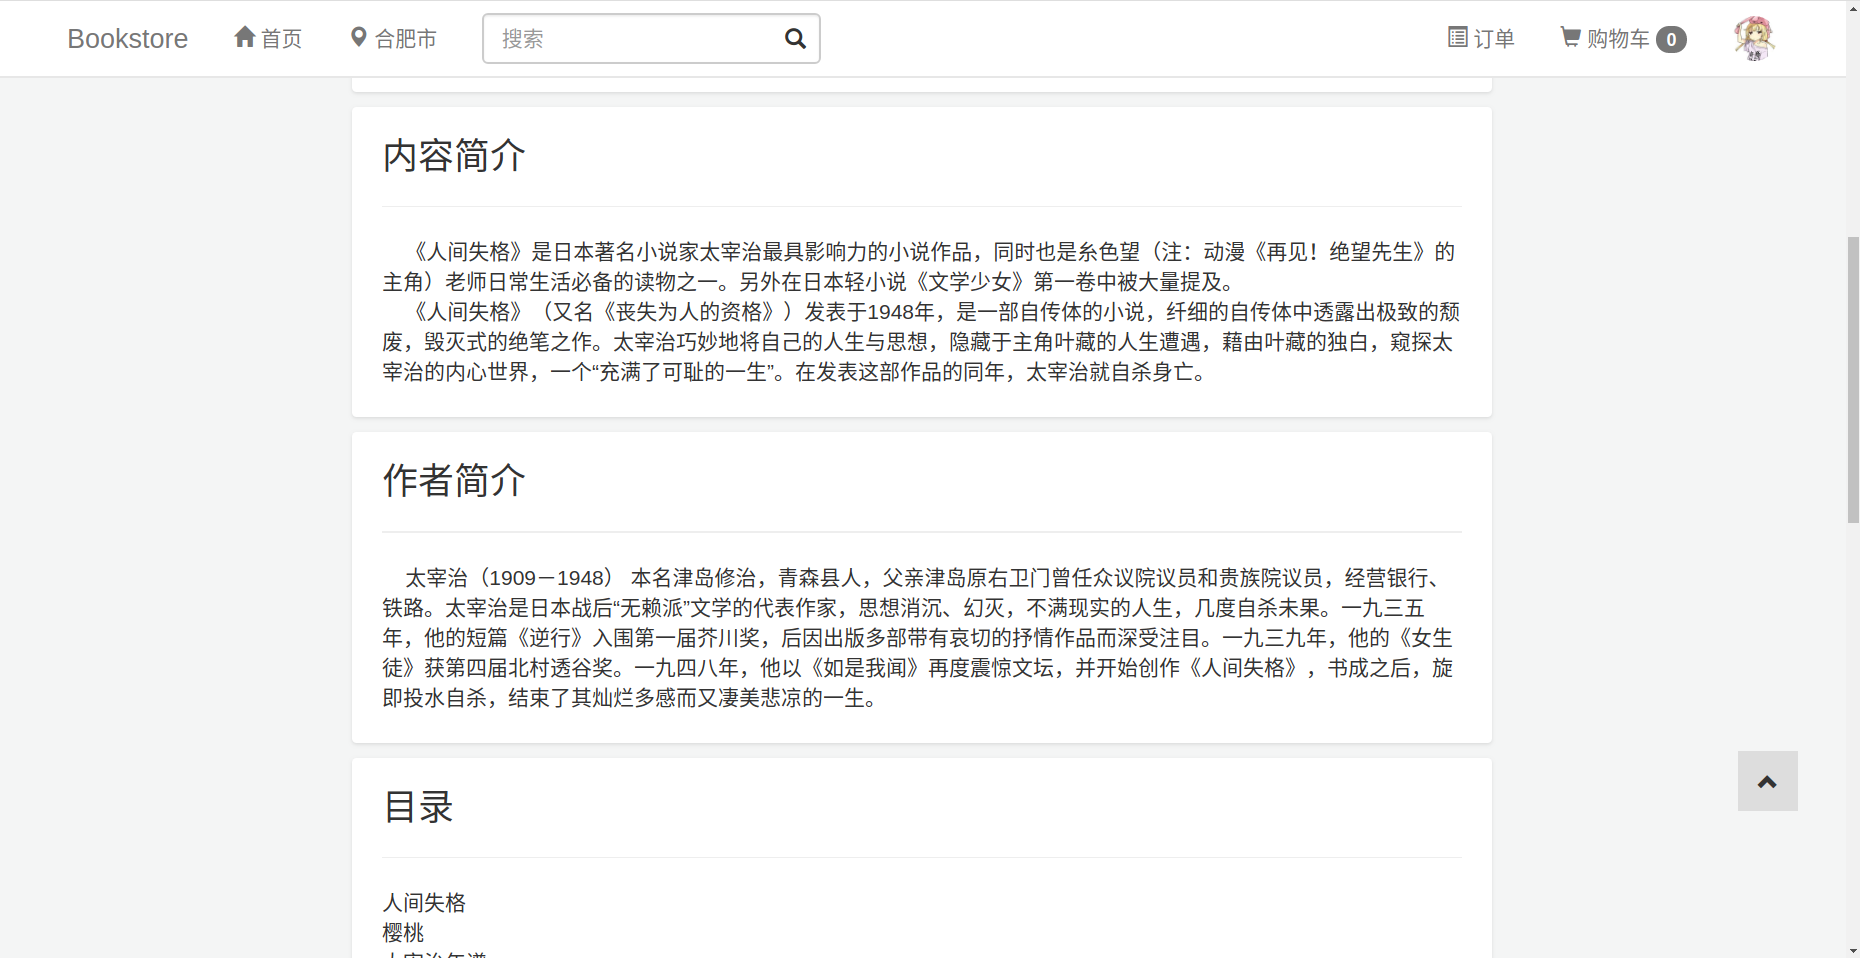 Bookstore 首页 合肥市 搜索 订单 购物车 0
内容简介
《人间失格》是日本著名小说家太宰治最具影响力的小说作品，同时也是糸色望（注：动漫《再见！绝望先生》的
主角）老师日常生活必备的读物之一。另外在日本轻小说《文学少女》第一卷中被大量提及。
《人间失格》（又名《丧失为人的资格》）发表于1948年，是一部自传体的小说，纤细的自传体中透露出极致的颓
废，毁灭式的绝笔之作。太宰治巧妙地将自己的人生与思想，隐藏于主角叶藏的人生遭遇，藉由叶藏的独白，窥探太
宰治的内心世界，一个“充满了可耻的一生”。在发表这部作品的同年，太宰治就自杀身亡。
作者简介
太宰治（1909－1948） 本名津岛修治，青森县人，父亲津岛原右卫门曾任众议院议员和贵族院议员，经营银行、
铁路。太宰治是日本战后“无赖派”文学的代表作家，思想消沉、幻灭，不满现实的人生，几度自杀未果。一九三五
年，他的短篇《逆行》入围第一届芥川奖，后因出版多部带有哀切的抒情作品而深受注目。一九三九年，他的《女生
徒》获第四届北村透谷奖。一九四八年，他以《如是我闻》再度震惊文坛，并开始创作《人间失格》，书成之后，旋
即投水自杀，结束了其灿烂多感而又凄美悲凉的一生。
目录
人间失格
樱桃
太宰治年谱